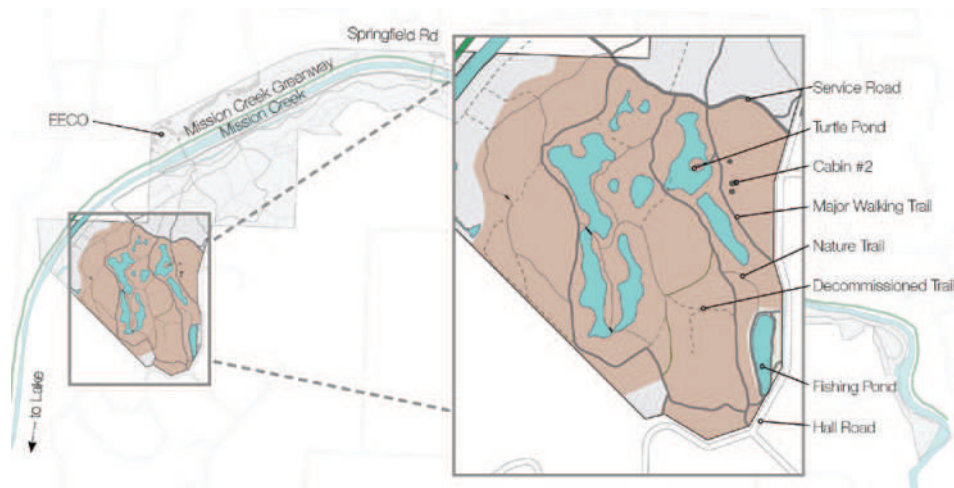 Springfield Rd
Mission Creek Greenway
Mission Creek
EECO
to Lake
Service Road
Turtle Pond
Cabin #2
Major Walking Trail
Nature Trail
Decommissioned Trail
Fishing Pond
Hall Road